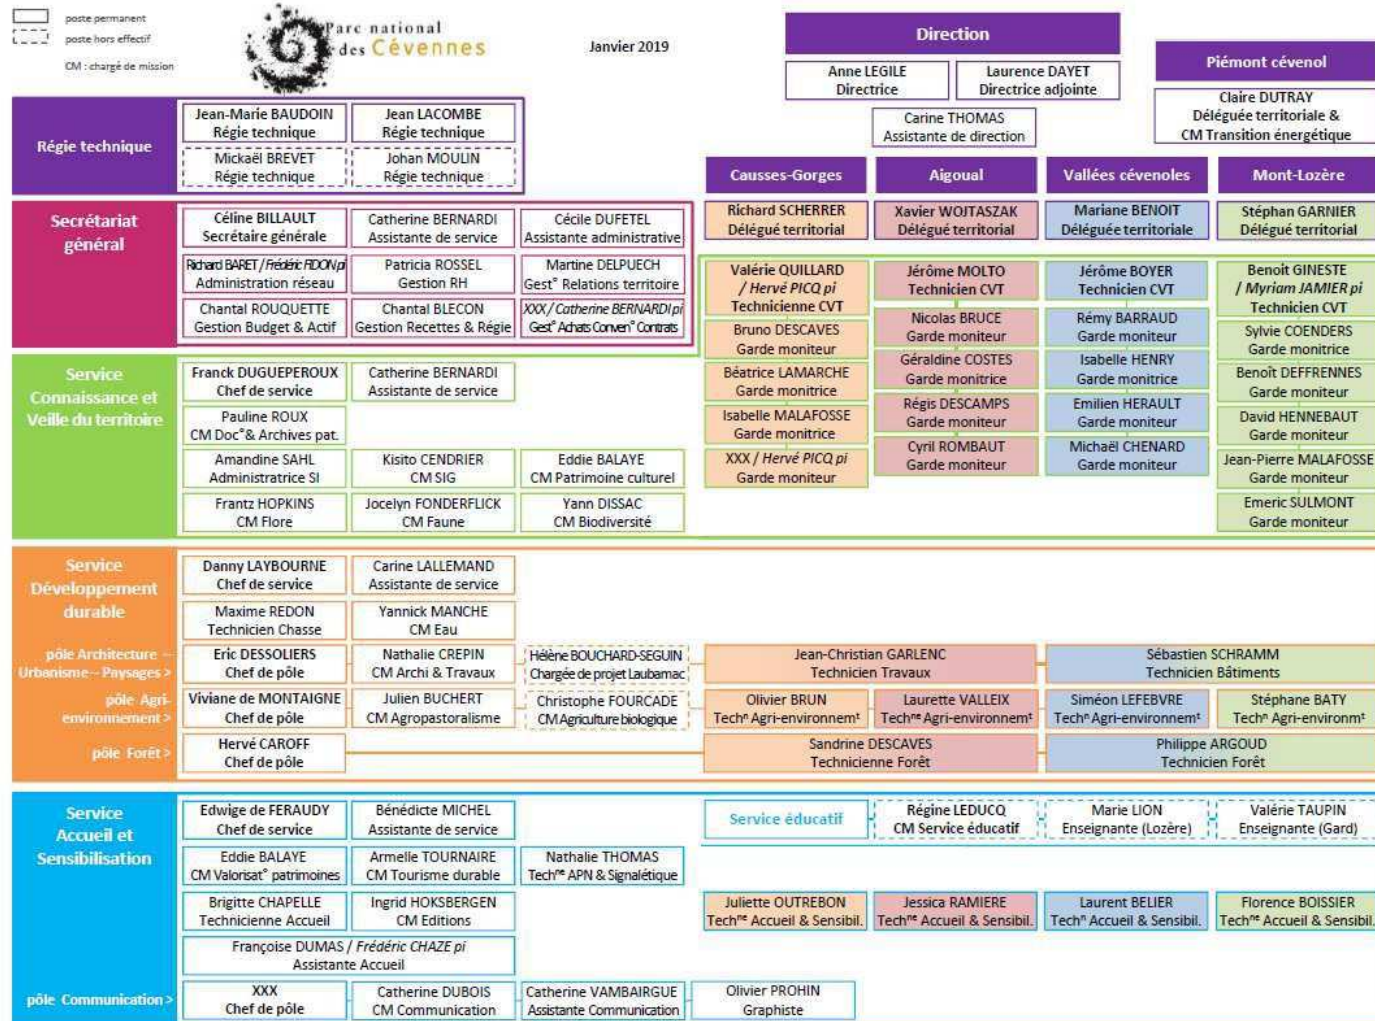 poste permanent
poste hors effectif
CM : chargé de mission
Parc national
des Cévennes
Janvier 2019
Direction
Anne LEGILE
Directrice
Laurence DAYET
Directrice adjointe
Carine THOMAS
Assistante de direction
Piémont cévenol
Claire DUTRAY
Déléguée territoriale &
CM Transition énergétique
Régie technique
Jean-Marie BAUDOIN
Régie technique
Jean LACOMBE
Régie technique
Mickaël BREVET
Régie technique
Johan MOULIN
Régie technique
Causses-Gorges
Aigoual
Vallées cévenoles
Mont-Lozère
Richard SCHERRER
Délégué territorial
Xavier WOJTASZAK
Délégué territorial
Mariane BENOIT
Déléguée territoriale
Stéphan GARNIER
Délégué territorial
Secrétariat
général
Céline BILLAULT
Secrétaire générale
Catherine BERNARDI
Assistante de service
Cécile DUFETEL
Assistante administrative
Richard BARET / Frédéric FIDON pi
Administration réseau
Patricia ROSSEL
Gestion RH
Martine DELPUECH
Gest° Relations territoire
Chantal ROUQUETTE
Gestion Budget & Actif
Chantal BLECON
Gestion Recettes & Régie
XXX / Catherine BERNARDI pi
Gest° Achats Conven° Contrats
Valérie QUILLARD
/ Hervé PICQ pi
Technicienne CVT
Bruno DESCAVES
Garde moniteur
Béatrice LAMARCHE
Garde monitrice
Isabelle MALAFOSSE
Garde monitrice
XXX / Hervé PICQ pi
Garde moniteur
Jérôme MOLTO
Technicien CVT
Nicolas BRUCE
Garde moniteur
Géraldine COSTES
Garde monitrice
Régis DESCAMPS
Garde moniteur
Cyril ROMBAUT
Garde moniteur
Jérôme BOYER
Technicien CVT
Rémy BARRAUD
Garde moniteur
Isabelle HENRY
Garde monitrice
Emilien HERAULT
Garde moniteur
Michaël CHENARD
Garde moniteur
Benoit GINESTE
/ Myriam JAMIER pi
Technicien CVT
Sylvie COENDERS
Garde monitrice
Benoît DEFFRENNES
Garde moniteur
David HENNEBAUT
Garde moniteur
Jean-Pierre MALAFOSSE
Garde moniteur
Emeric SULMONT
Garde moniteur
Service
Connaissance et
Veille du territoire
Franck DUGUEPEROUX
Chef de service
Catherine BERNARDI
Assistante de service
Pauline ROUX
CM Doc°& Archives pat.
Amandine SAHL
Administratrice SI
Kisito CENDRIER
CM SIG
Eddie BALAYE
CM Patrimoine culturel
Frantz HOPKINS
CM Flore
Jocelyn FONDERFLICK
CM Faune
Yann DISSAC
CM Biodiversité
Service
Développement
durable
Danny LAYBOURNE
Chef de service
Carine LALLEMAND
Assistante de service
Maxime REDON
Technicien Chasse
Yannick MANCHE
CM Eau
pôle Architecture –
Urbanisme – Paysages >
Eric DESSOLIERS
Chef de pôle
Nathalie CREPIN
CM Archi & Travaux
Hélène BOUCHARD-SEGUIN
Chargée de projet Laubamac
Jean-Christian GARLENC
Technicien Travaux
Sébastien SCHRAMM
Technicien Bâtiments
pôle Agri-
environnement >
Viviane de MONTAIGNE
Chef de pôle
Julien BUCHERT
CM Agropastoralisme
Christophe FOURCADE
CM Agriculture biologique
Olivier BRUN
Techⁿ Agri-environnemᵗ
Laurette VALLEIX
Techⁿᵉ Agri-environnemᵗ
Siméon LEFEBVRE
Techⁿ Agri-environnemᵗ
Stéphane BATY
Techⁿ Agri-environmᵗ
pôle Forêt >
Hervé CAROFF
Chef de pôle
Sandrine DESCAVES
Technicienne Forêt
Philippe ARGOUD
Technicien Forêt
Service
Accueil et
Sensibilisation
Edwige de FERAUDY
Chef de service
Bénédicte MICHEL
Assistante de service
Service éducatif
Régine LEDUCQ
CM Service éducatif
Marie LION
Enseignante (Lozère)
Valérie TAUPIN
Enseignante (Gard)
Eddie BALAYE
CM Valorisat° patrimoines
Armelle TOURNAIRE
CM Tourisme durable
Nathalie THOMAS
Techⁿᵉ APN & Signalétique
Brigitte CHAPELLE
Technicienne Accueil
Ingrid HOKSBERGEN
CM Editions
Juliette OUTREBON
Techⁿᵉ Accueil & Sensibil.
Jessica RAMIERE
Techⁿᵉ Accueil & Sensibil.
Laurent BELIER
Techⁿ Accueil & Sensibil.
Florence BOISSIER
Techⁿᵉ Accueil & Sensibil.
Françoise DUMAS / Frédéric CHAZE pi
Assistante Accueil
pôle Communication >
XXX
Chef de pôle
Catherine DUBOIS
CM Communication
Catherine VAMBAIRGUE
Assistante Communication
Olivier PROHIN
Graphiste